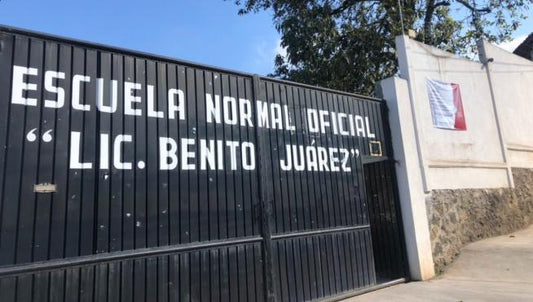 ESCUELA NORMAL OFICIAL
“LIC. BENITO JUÁREZ”